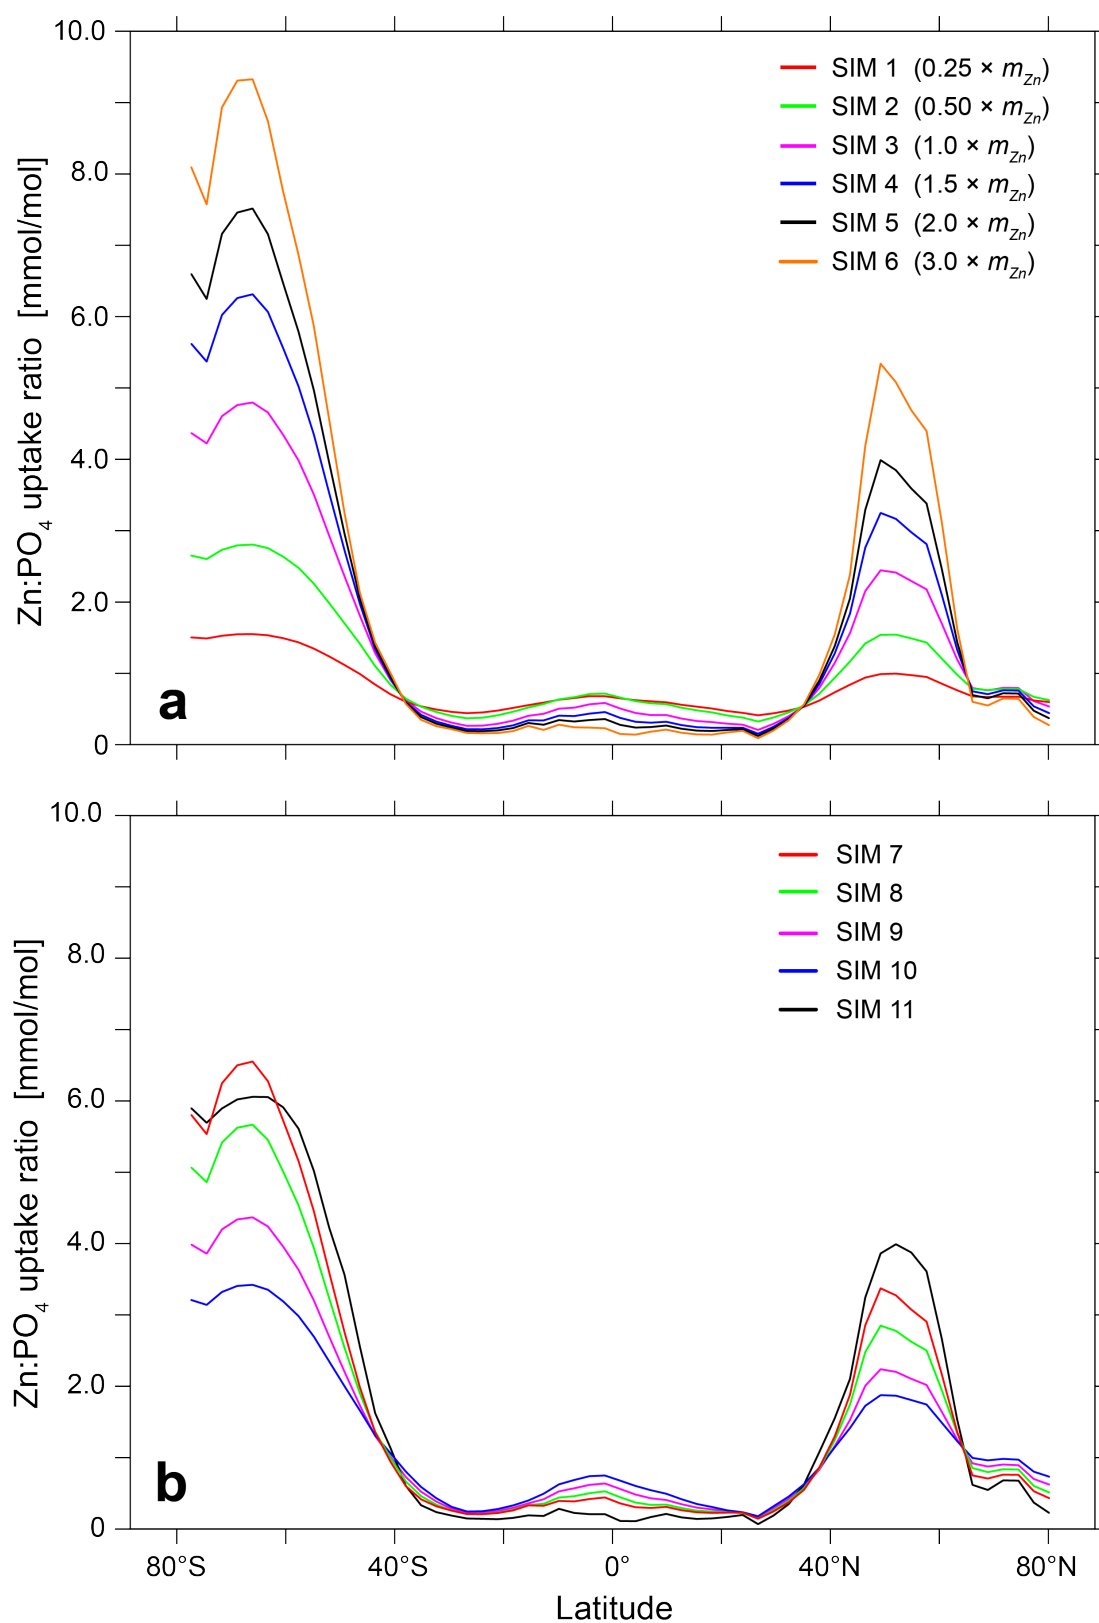 10.0
8.0
6.0
4.0
2.0
0
Zn:PO4 uptake ratio [mmol/mol]
SIM 1 (0.25 × mZn)
SIM 2 (0.50 × mZn)
SIM 3 (1.0 × mZn)
SIM 4 (1.5 × mZn)
SIM 5 (2.0 × mZn)
SIM 6 (3.0 × mZn)
a
10.0
8.0
6.0
4.0
2.0
0
Zn:PO4 uptake ratio [mmol/mol]
SIM 7
SIM 8
SIM 9
SIM 10
SIM 11
b
80°S 40°S 0° 40°N 80°N
Latitude